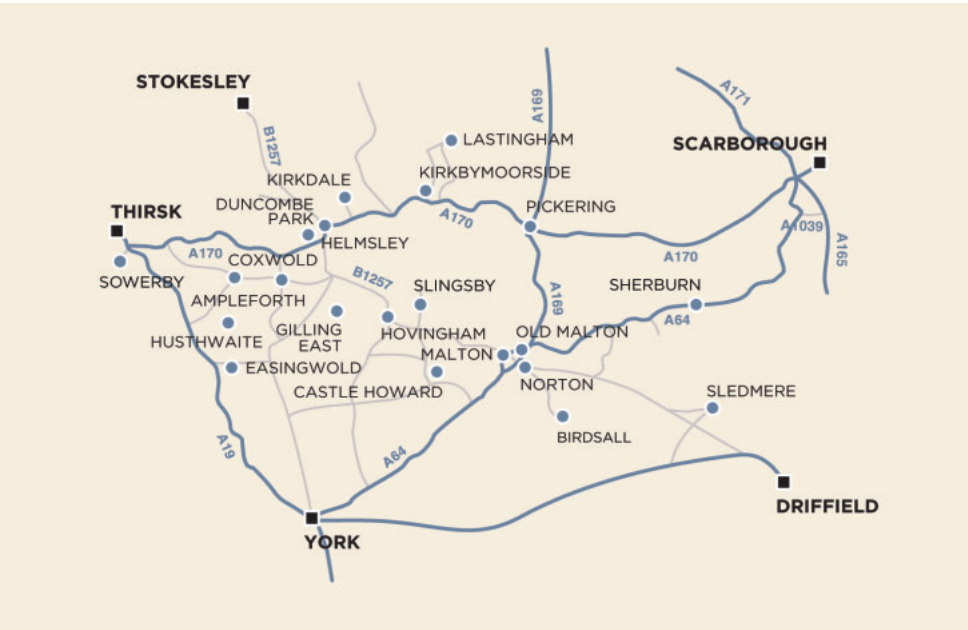 STOKESLEY
A169
A171
B1257
LASTINGHAM
SCARBOROUGH
KIRKDALE
KIRKBYMOORSIDE
DUNCOMBE
PARK
THIRSK
PICKERING
A170
A1039
HELMSLEY
A170
COXWOLD
A170
A165
SOWERBY
B1257
SLINGSBY
SHERBURN
AMPLEFORTH
A169
GILLING
EAST
HOVINGHAM
OLD MALTON
A64
HUSTHWAITE
MALTON
EASINGWOLD
NORTON
CASTLE HOWARD
SLEDMERE
BIRDSALL
A19
A64
DRIFFIELD
YORK